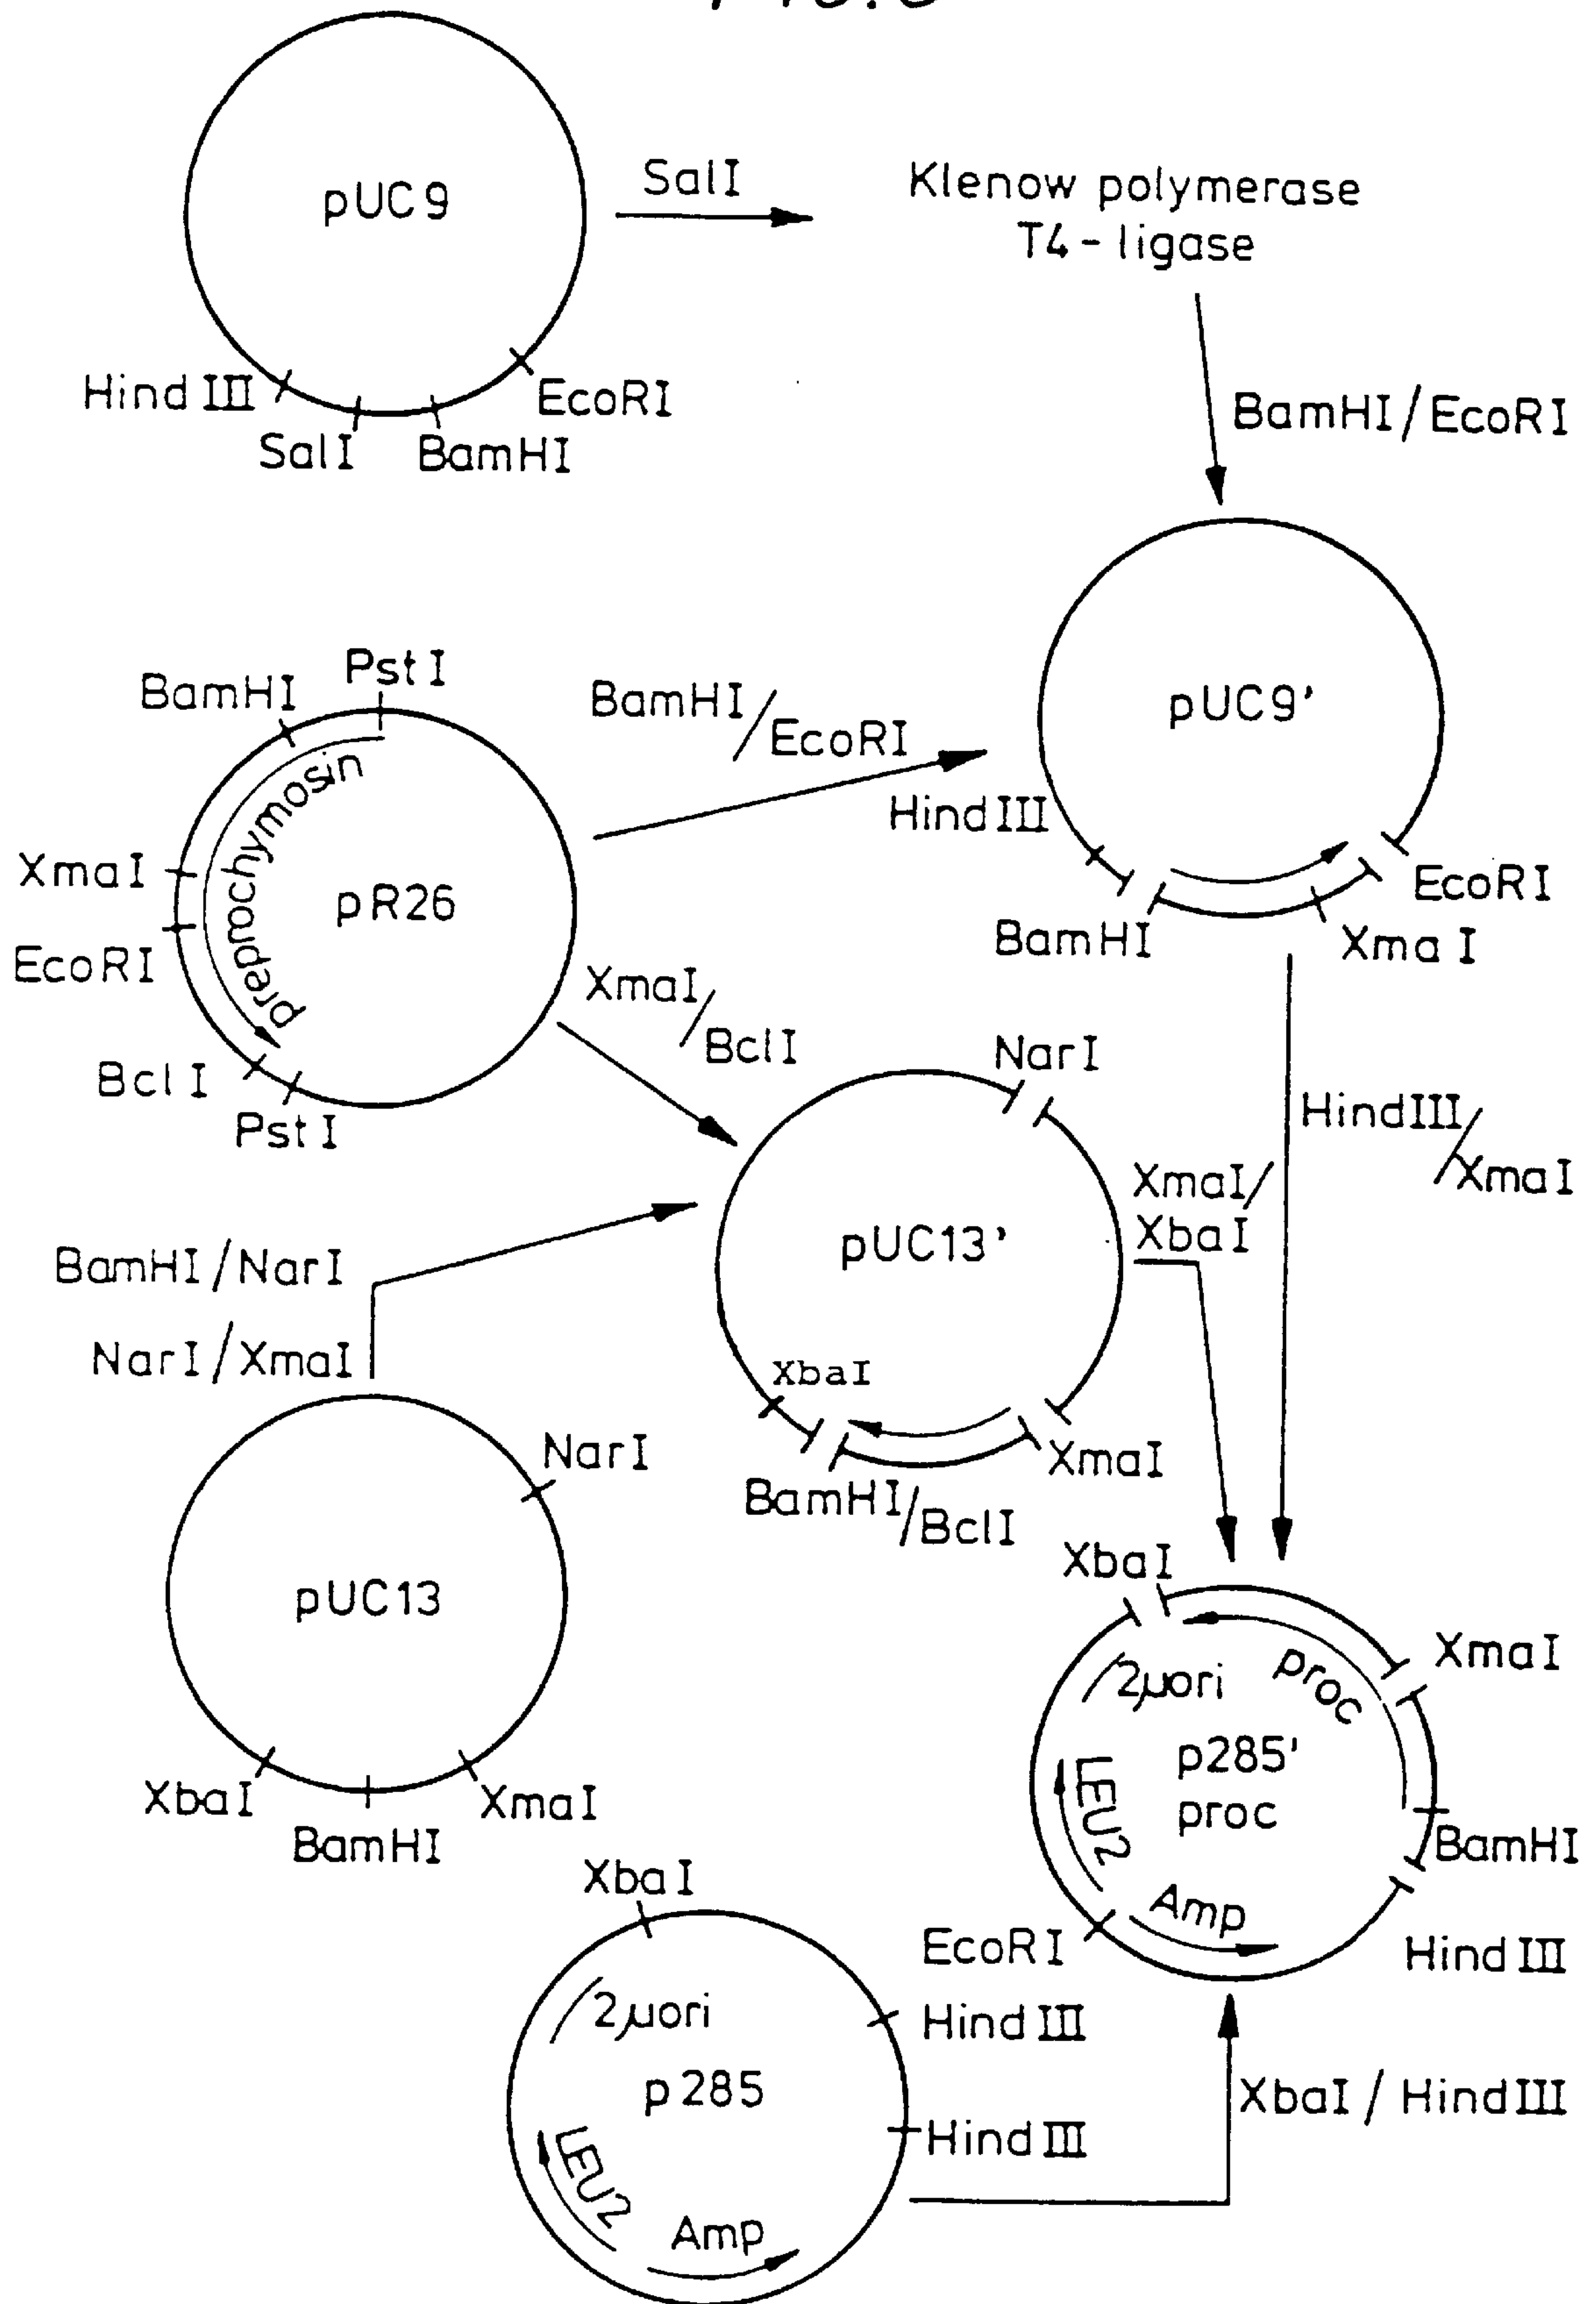 pUC9
SalI
Klenow polymerase
T4-ligase
Hind III
SalI
BamHI
EcoRI
BamHI/EcoRI
pUC9'
Hind III
BamHI
XmaI
EcoRI
BamHI
PstI
XmaI
EcoRI
BclI
PstI
preprochymosin
pR26
BamHI/EcoRI
XmaI/BclI
HindIII/XmaI
NarI
pUC13'
XmaI/
XbaI
XbaI
BamHI/BclI
XmaI
BamHI/NarI
NarI/XmaI
NarI
pUC13
XbaI
BamHI
XmaI
XbaI
XmaI
proc
2μori
p285'
proc
LEU2
Amp
BamHI
EcoRI
Hind III
XbaI
2μori
p285
Hind III
Hind III
LEU2
Amp
XbaI / HindIII